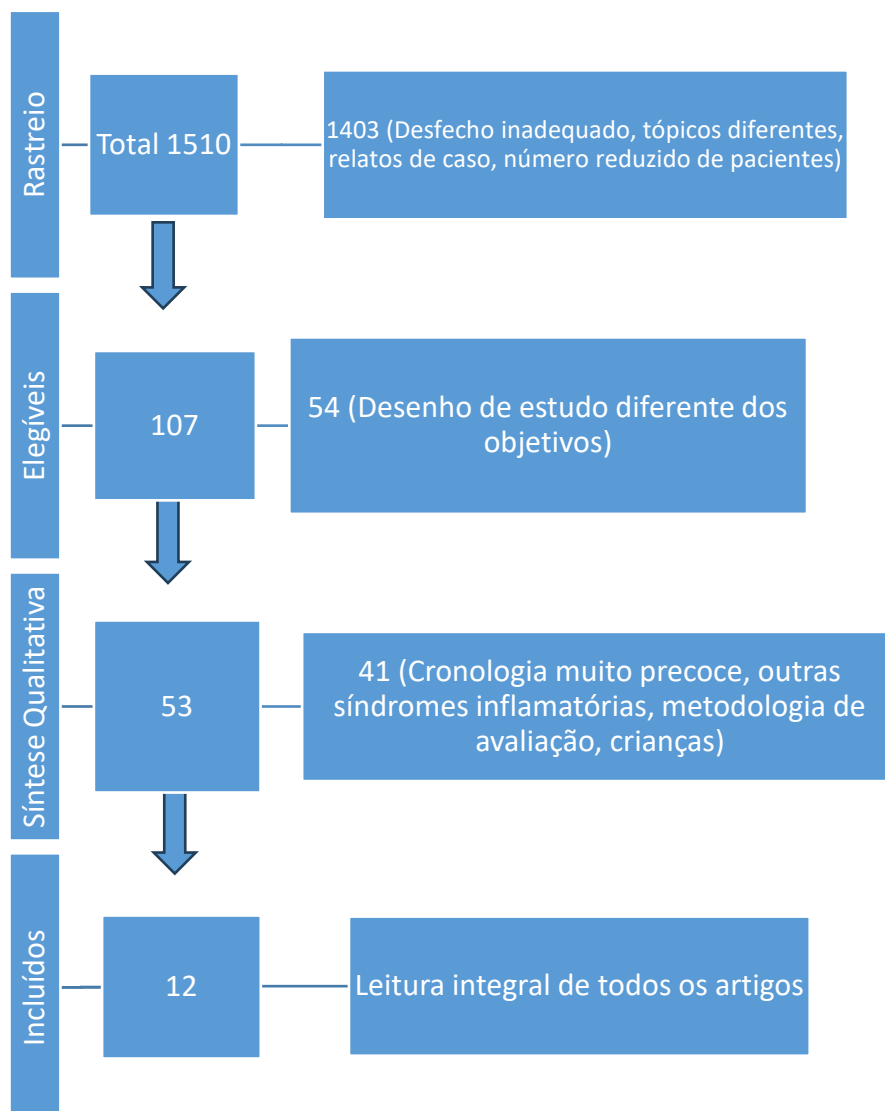 Rastreio
Total 1510
1403 (Desfecho inadequado, tópicos diferentes,
relatos de caso, número reduzido de pacientes)
Elegíveis
107
54 (Desenho de estudo diferente dos
objetivos)
Síntese Qualitativa
53
41 (Cronologia muito precoce, outras
síndromes inflamatórias, metodologia de
avaliação, crianças)
Incluídos
12
Leitura integral de todos os artigos